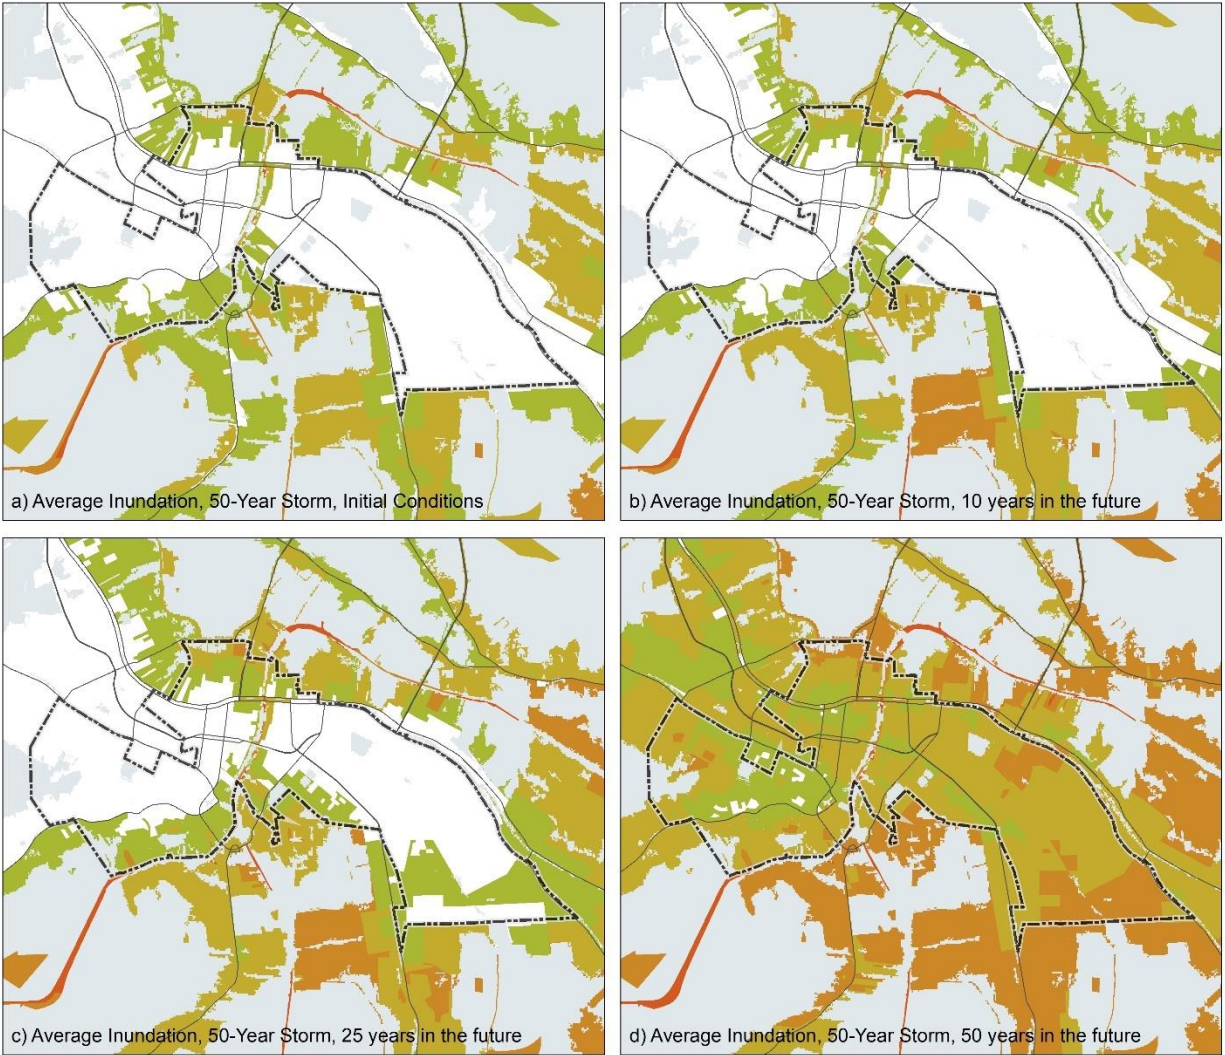 a) Average Inundation, 50-Year Storm, Initial Conditions
b) Average Inundation, 50-Year Storm, 10 years in the future
c) Average Inundation, 50-Year Storm, 25 years in the future
d) Average Inundation, 50-Year Storm, 50 years in the future